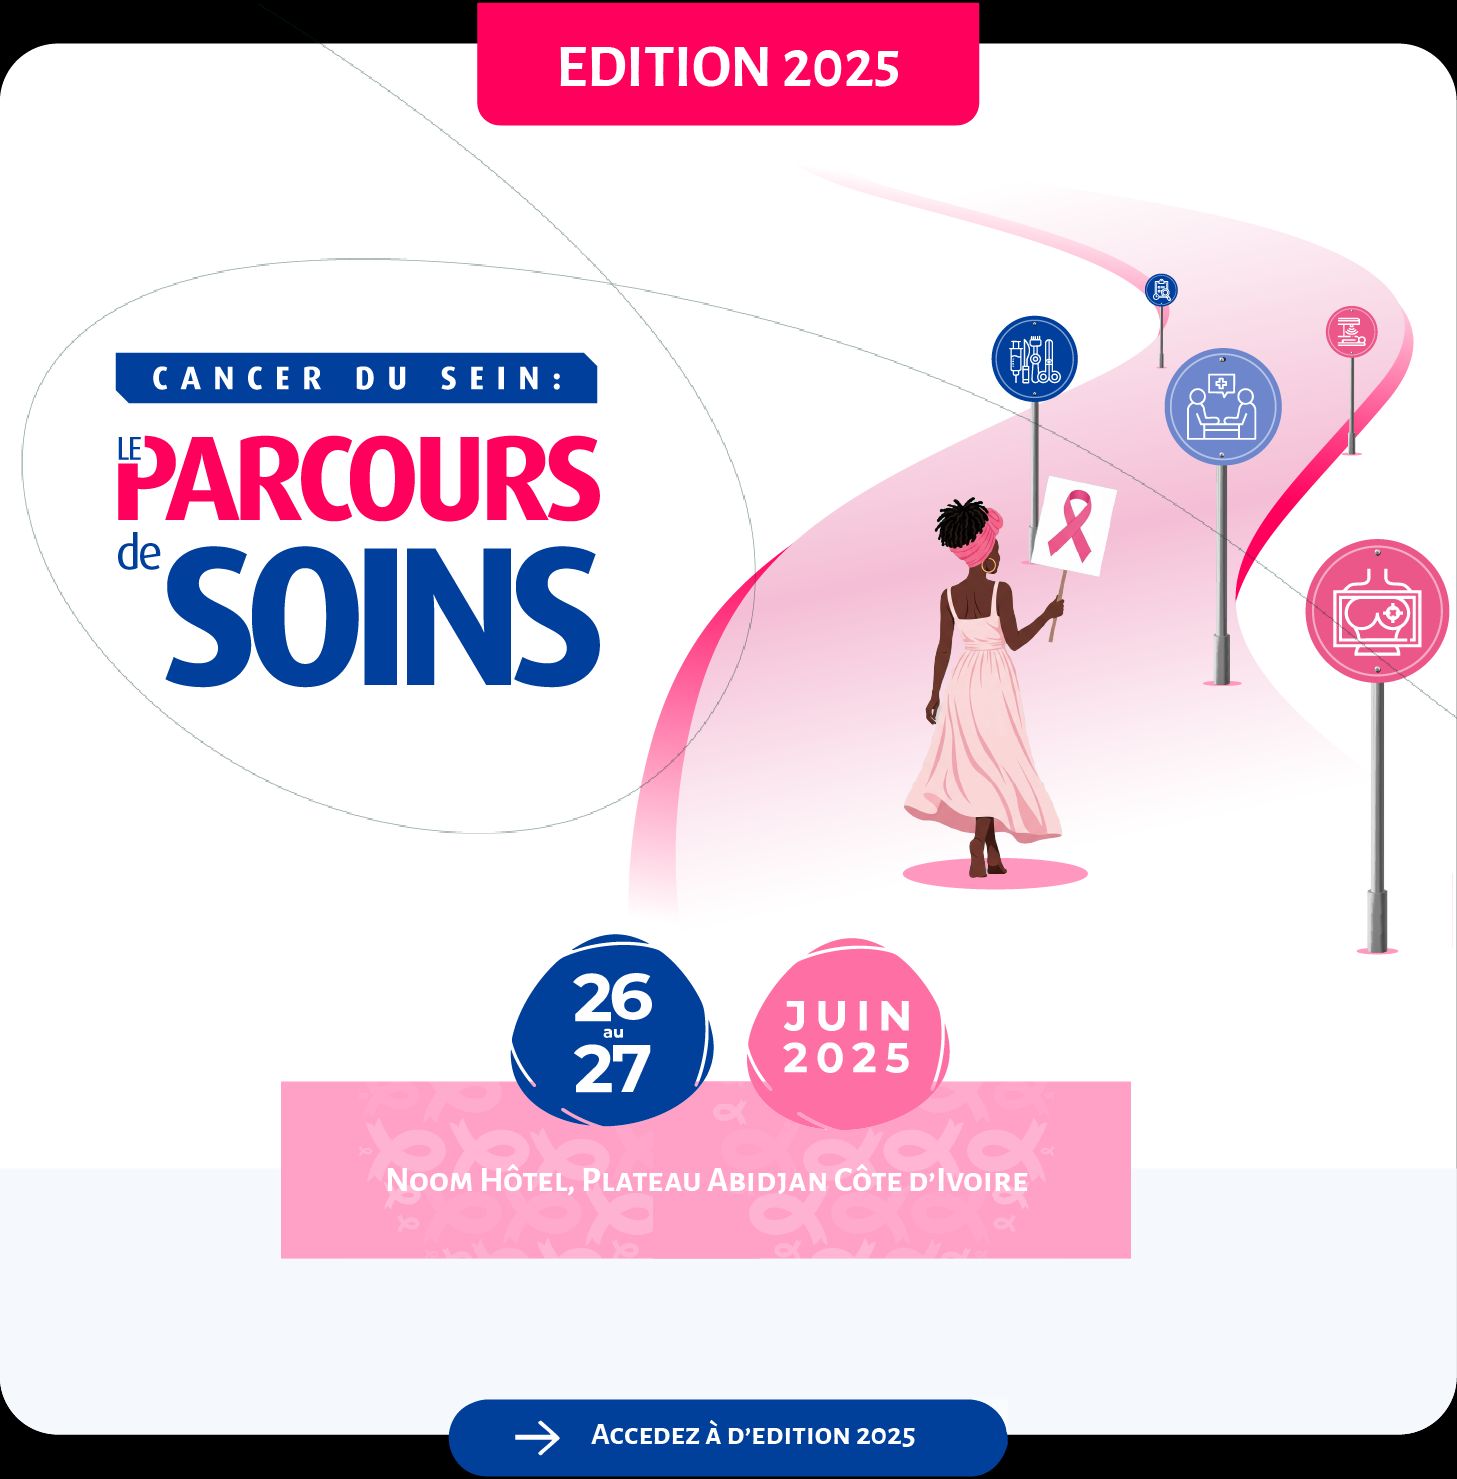 EDITION 2025
CANCER DU SEIN:
LE PARCOURS
de SOINS
26
au
27
JUIN
2025
Noom Hôtel, Plateau Abidjan Côte d'Ivoire
Accedez à d'edition 2025